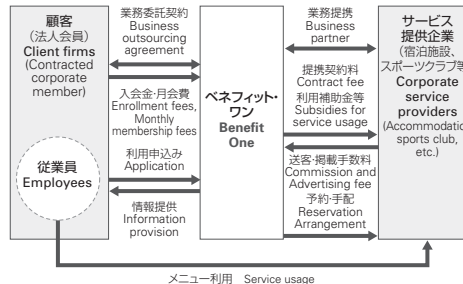 顧客
（法人会員）
Client firms
(Contracted
corporate
member)
従業員
Employees
業務委託契約
Business
outsourcing
agreement
入会金・月会費
Enrollment fees,
Monthly
membership fees
利用申込み
Application
情報提供
Information
provision
ベネフィット・
ワン
Benefit
One
業務提携
Business
partner
提携契約料
Contract fee
利用補助金等
Subsidies for
service usage
送客・掲載手数料
Commission and
Advertising fee
予約・手配
Reservation
Arrangement
サービス
提供企業
（宿泊施設、
スポーツクラブ等）
Corporate
service
providers
(Accommodation,
sports club,
etc.)
メニュー利用 Service usage